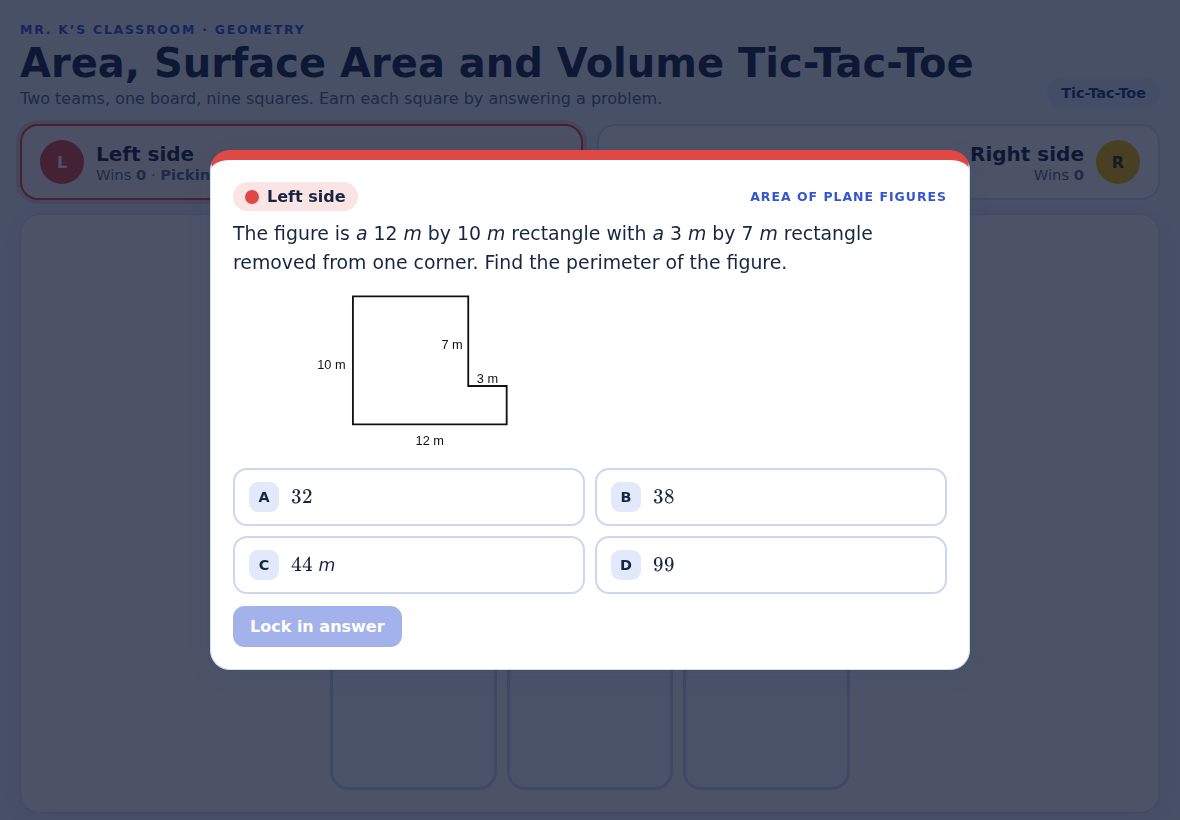 MR. K'S CLASSROOM · GEOMETRY
Area, Surface Area and Volume Tic-Tac-Toe
Two teams, one board, nine squares. Earn each square by answering a problem.
Tic-Tac-Toe
L
Left side
Wins 0 ·
Right side
Wins 0
R
Left side
AREA OF PLANE FIGURES
The figure is a 12 m by 10 m rectangle with a 3 m by 7 m rectangle
removed from one corner. Find the perimeter of the figure.
7 m
10 m
3 m
12 m
A 32
B 38
C 44 m
D 99
Lock in answer